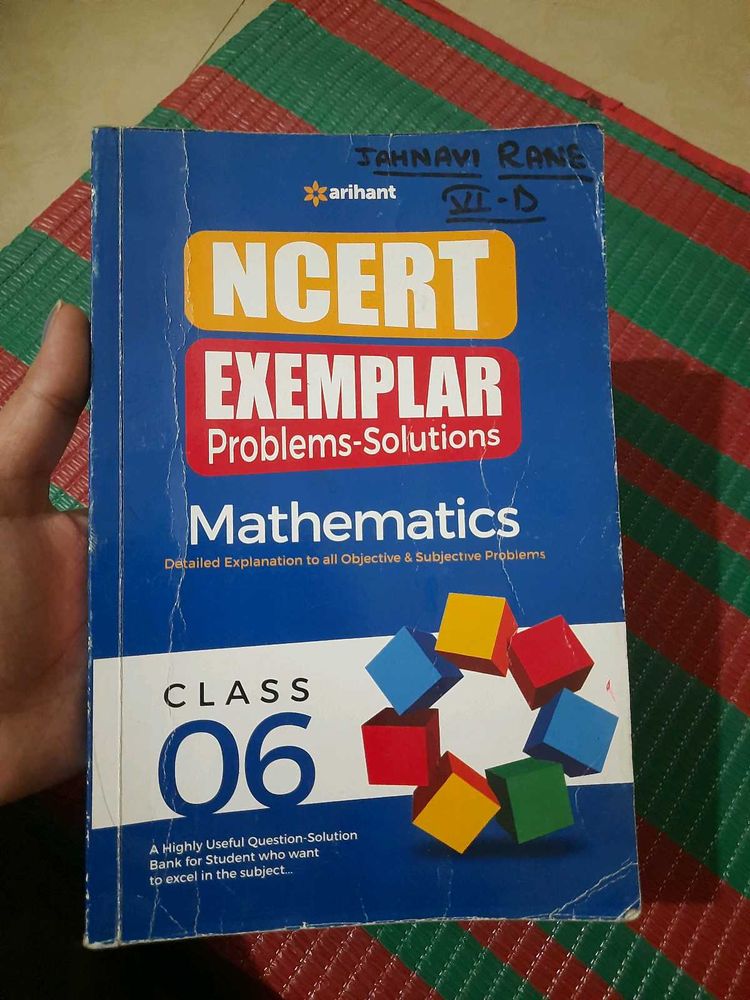 JAHNAVI RANE
VI-D
arihant
NCERT
EXEMPLAR
Problems-Solutions
Mathematics
Detailed Explanation to all Objective & Subjective Problems
CLASS
06
A Highly Useful Question-Solution
Bank for Student who want
to excel in the subject...